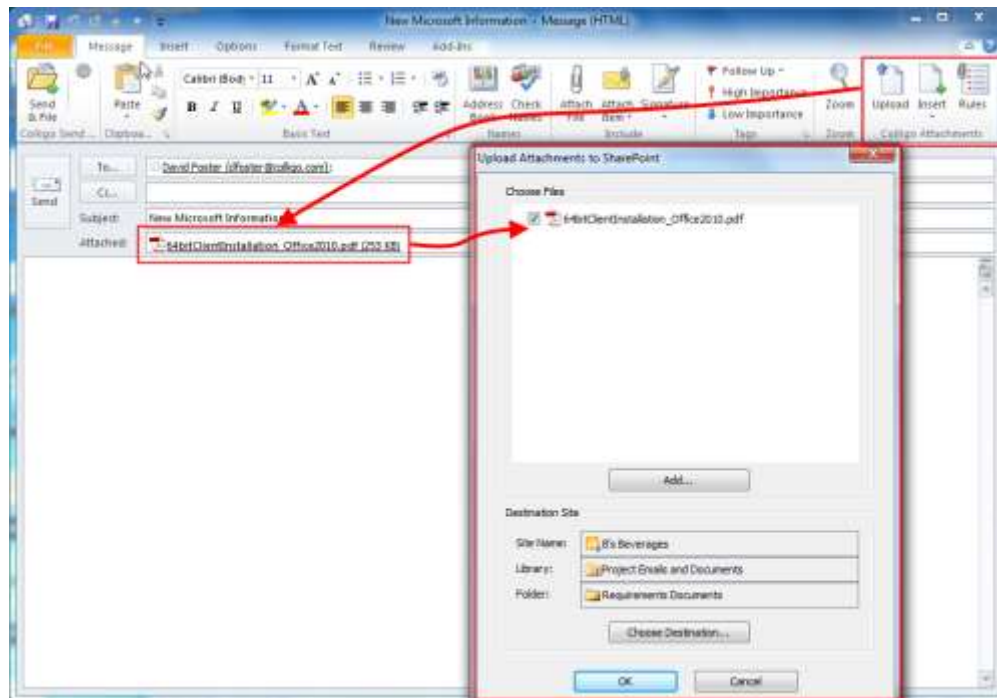 New Microsoft Information - Message (HTML)
File Message Insert Options Format Text Review Add-Ins
Calibri (Body) 11
Follow Up
High Importance
Low Importance
Send & File
Paste
B I U
Address Book
Check Names
Attach File
Attach Item
Signature
Zoom
Upload Insert Rules
Colligo Send... Clipboa... Basic Text Names Include Tags Zoom Colligo Attachments
Send
To... David Foster (dfoster@colligo.com);
Cc...
Subject: New Microsoft Information
Attached: 64bitClientInstallation_Office2010.pdf (253 KB)
Upload Attachments to SharePoint
Choose Files
64bitClientInstallation_Office2010.pdf
Add...
Destination Site
Site Name: B's Beverages
Library: Project Emails and Documents
Folder: Requirements Documents
Choose Destination...
OK Cancel